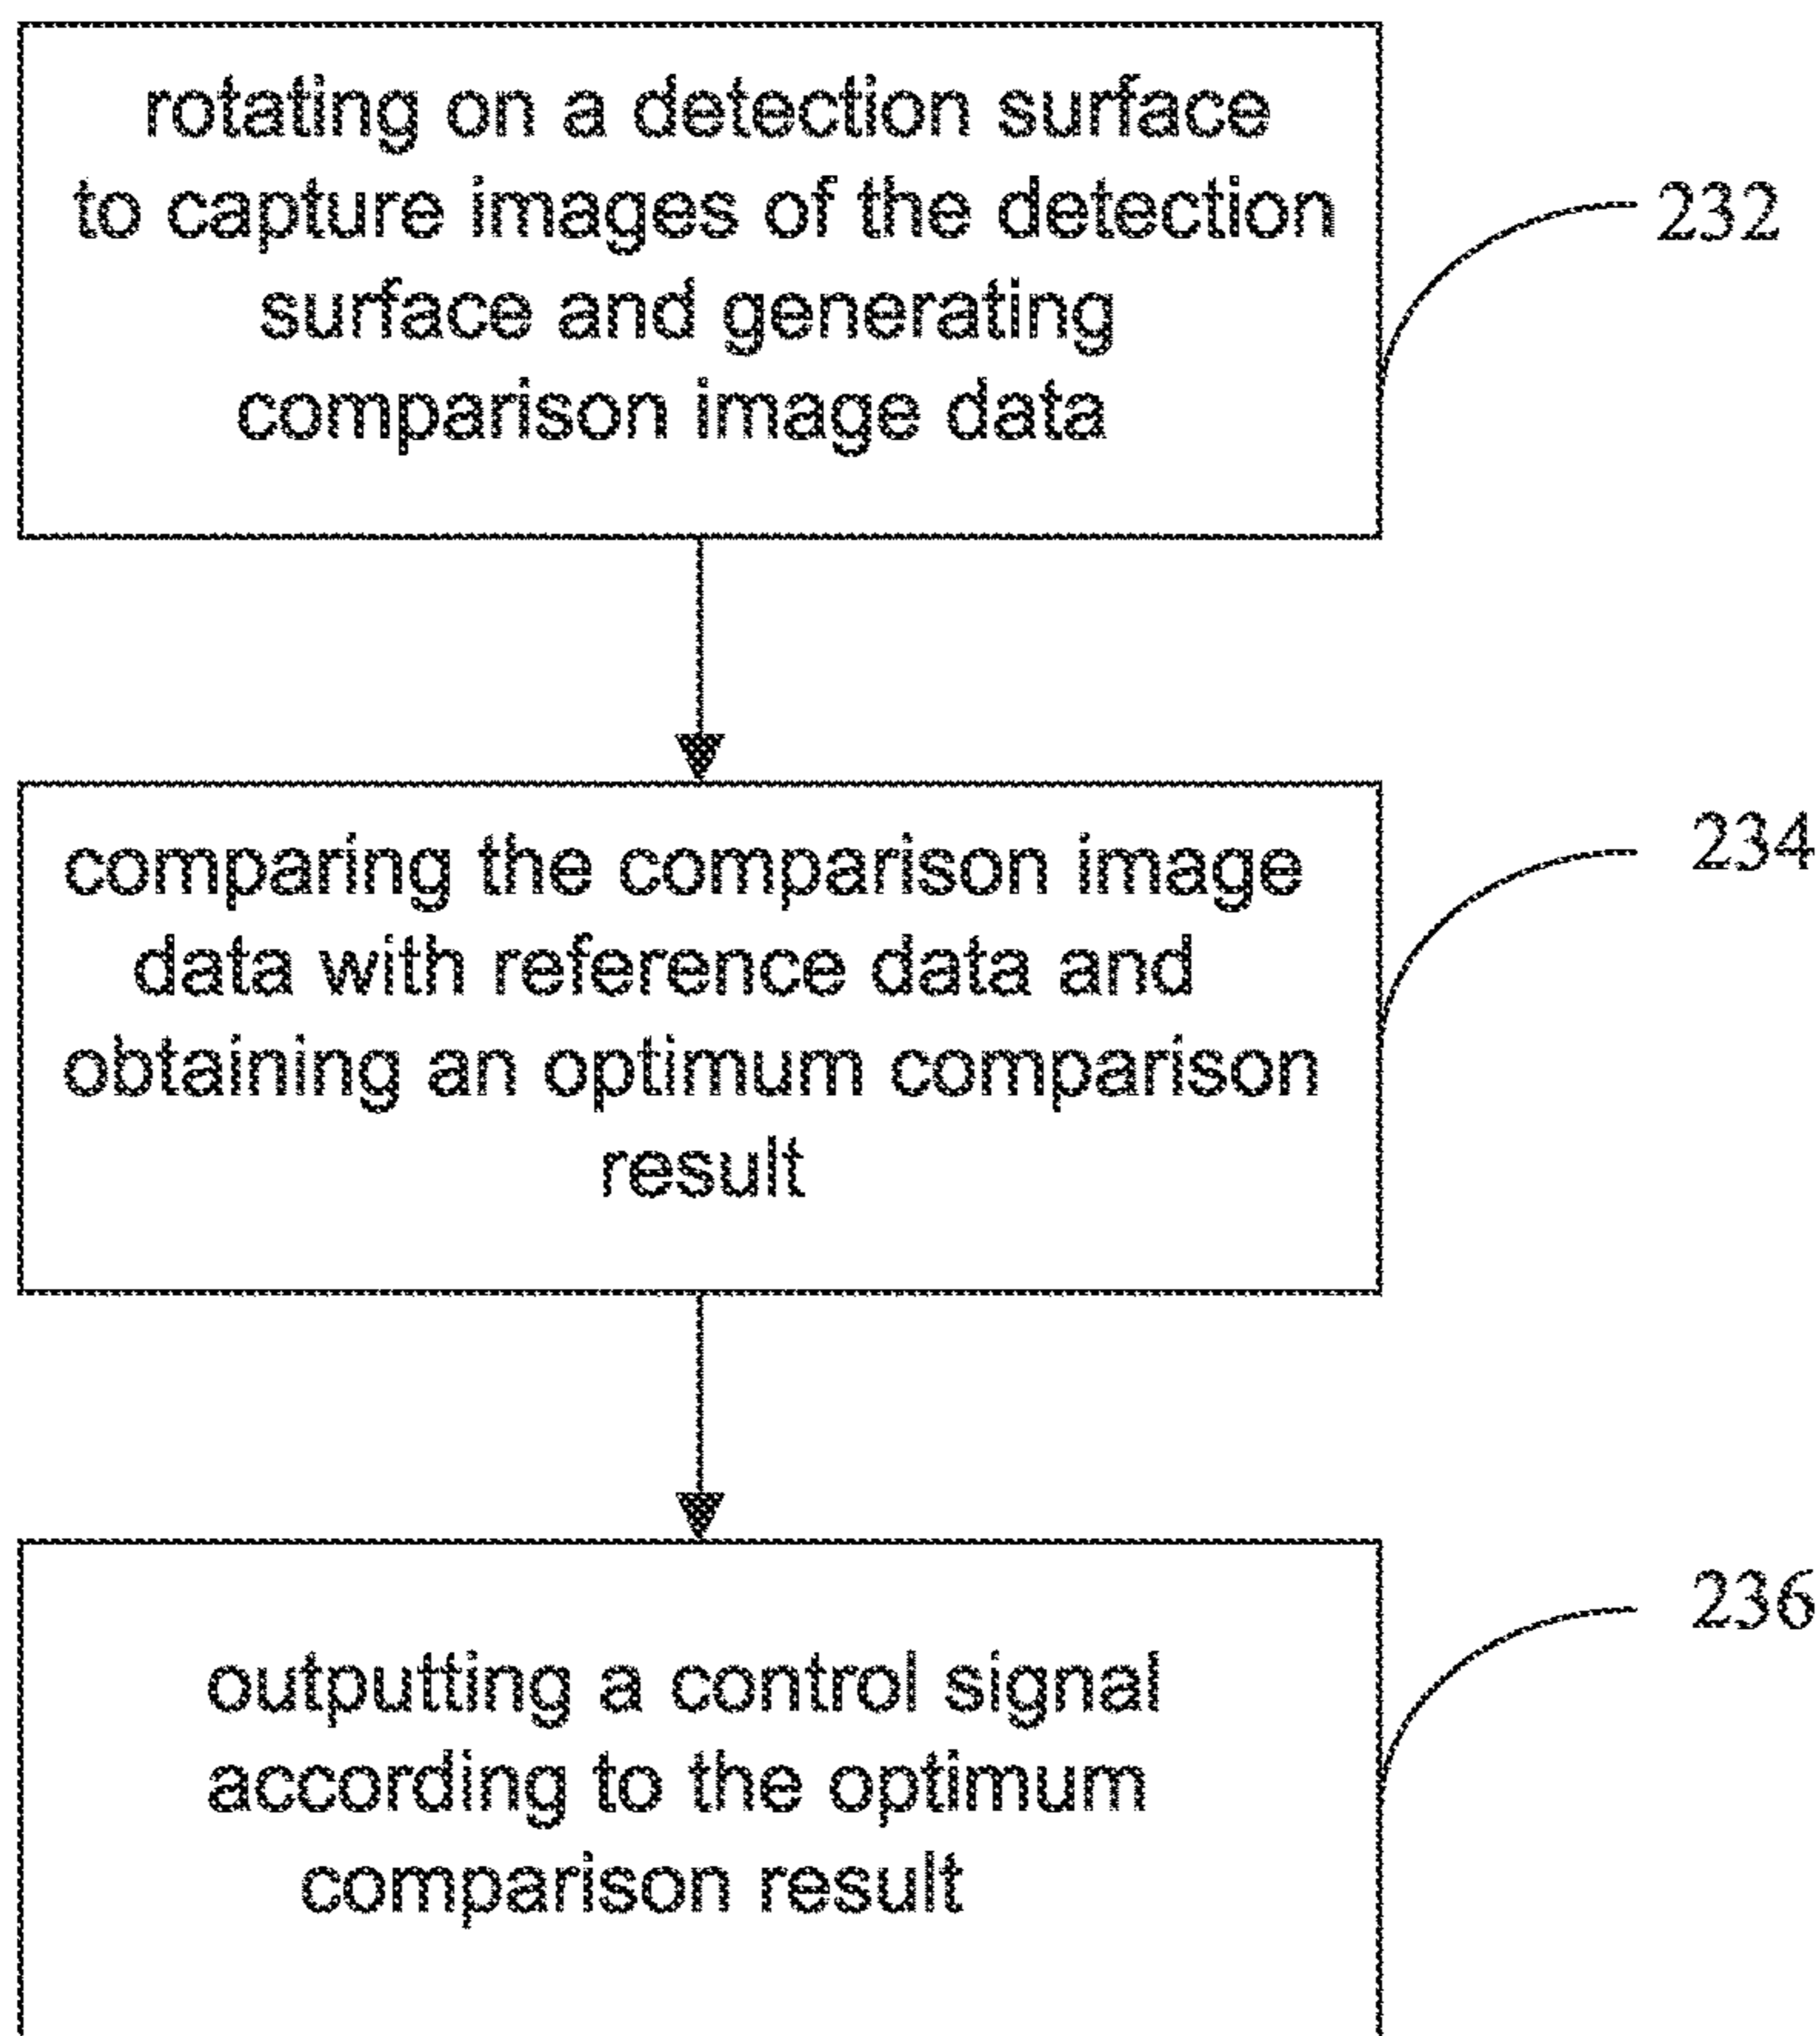 rotating on a detection surface
to capture images of the detection
surface and generating
comparison image data
232
comparing the comparison image
data with reference data and
obtaining an optimum comparison
result
234
outputting a control signal
according to the optimum
comparison result
236